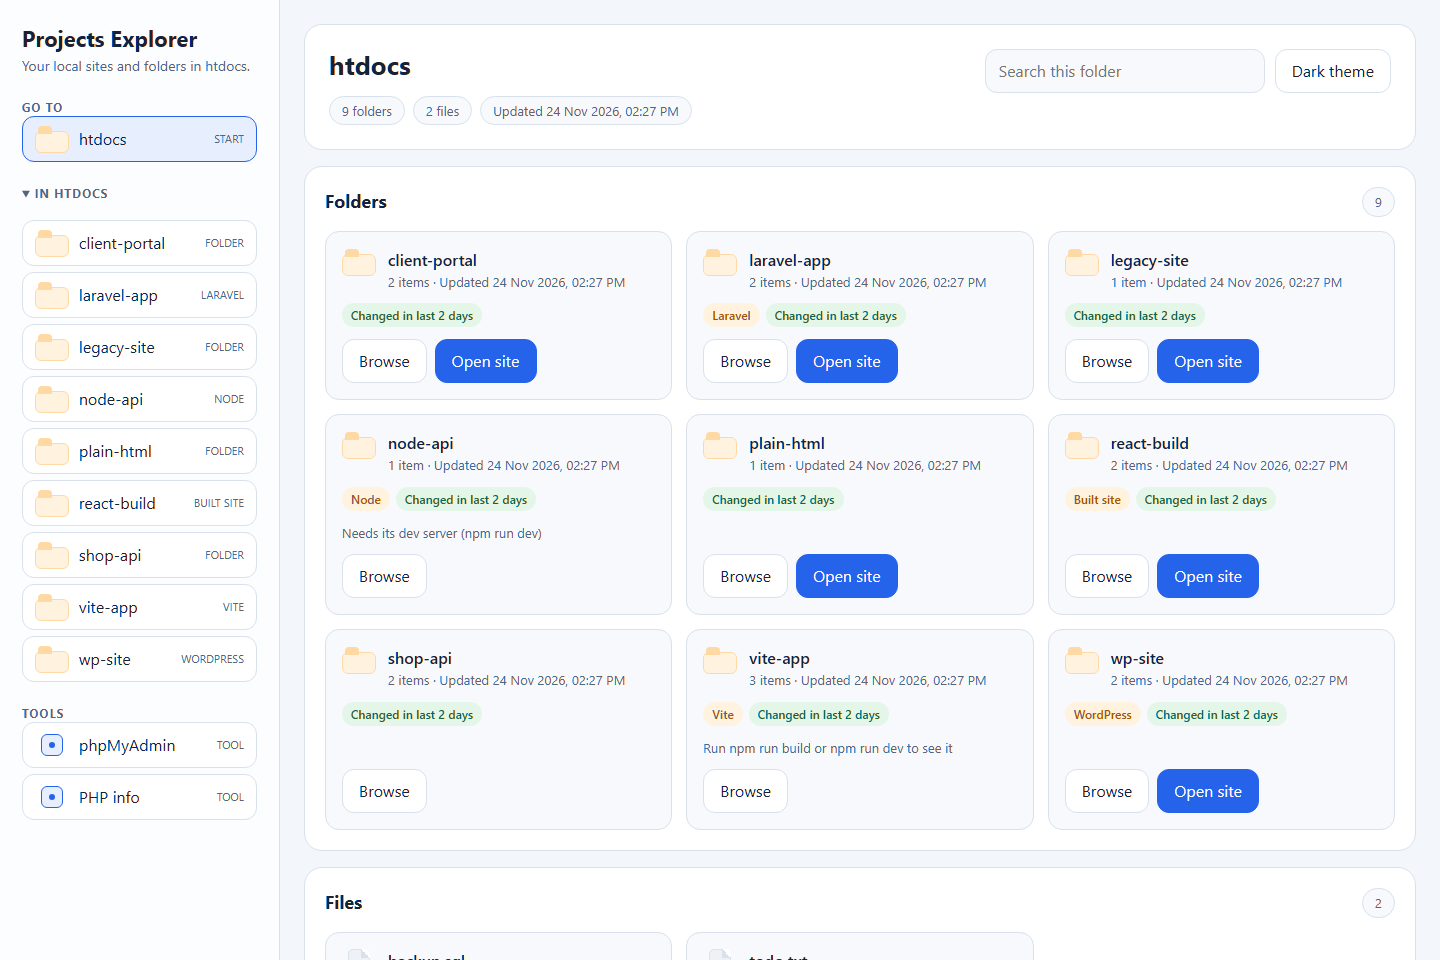 Projects Explorer
Your local sites and folders in htdocs.
GO TO
htdocs START
▾ IN HTDOCS
client-portal FOLDER
laravel-app LARAVEL
legacy-site FOLDER
node-api NODE
plain-html FOLDER
react-build BUILT SITE
shop-api FOLDER
vite-app VITE
wp-site WORDPRESS
TOOLS
phpMyAdmin TOOL
PHP info TOOL
htdocs
Search this folder
Dark theme
9 folders 2 files Updated 24 Nov 2026, 02:27 PM
Folders 9
client-portal
2 items · Updated 24 Nov 2026, 02:27 PM
Changed in last 2 days
Browse Open site
laravel-app
2 items · Updated 24 Nov 2026, 02:27 PM
Laravel Changed in last 2 days
Browse Open site
legacy-site
1 item · Updated 24 Nov 2026, 02:27 PM
Changed in last 2 days
Browse Open site
node-api
1 item · Updated 24 Nov 2026, 02:27 PM
Node Changed in last 2 days
Needs its dev server (npm run dev)
Browse
plain-html
1 item · Updated 24 Nov 2026, 02:27 PM
Changed in last 2 days
Browse Open site
react-build
2 items · Updated 24 Nov 2026, 02:27 PM
Built site Changed in last 2 days
Browse Open site
shop-api
2 items · Updated 24 Nov 2026, 02:27 PM
Changed in last 2 days
Browse
vite-app
3 items · Updated 24 Nov 2026, 02:27 PM
Vite Changed in last 2 days
Run npm run build or npm run dev to see it
Browse
wp-site
2 items · Updated 24 Nov 2026, 02:27 PM
WordPress Changed in last 2 days
Browse Open site
Files 2
backup.sql
todo.txt